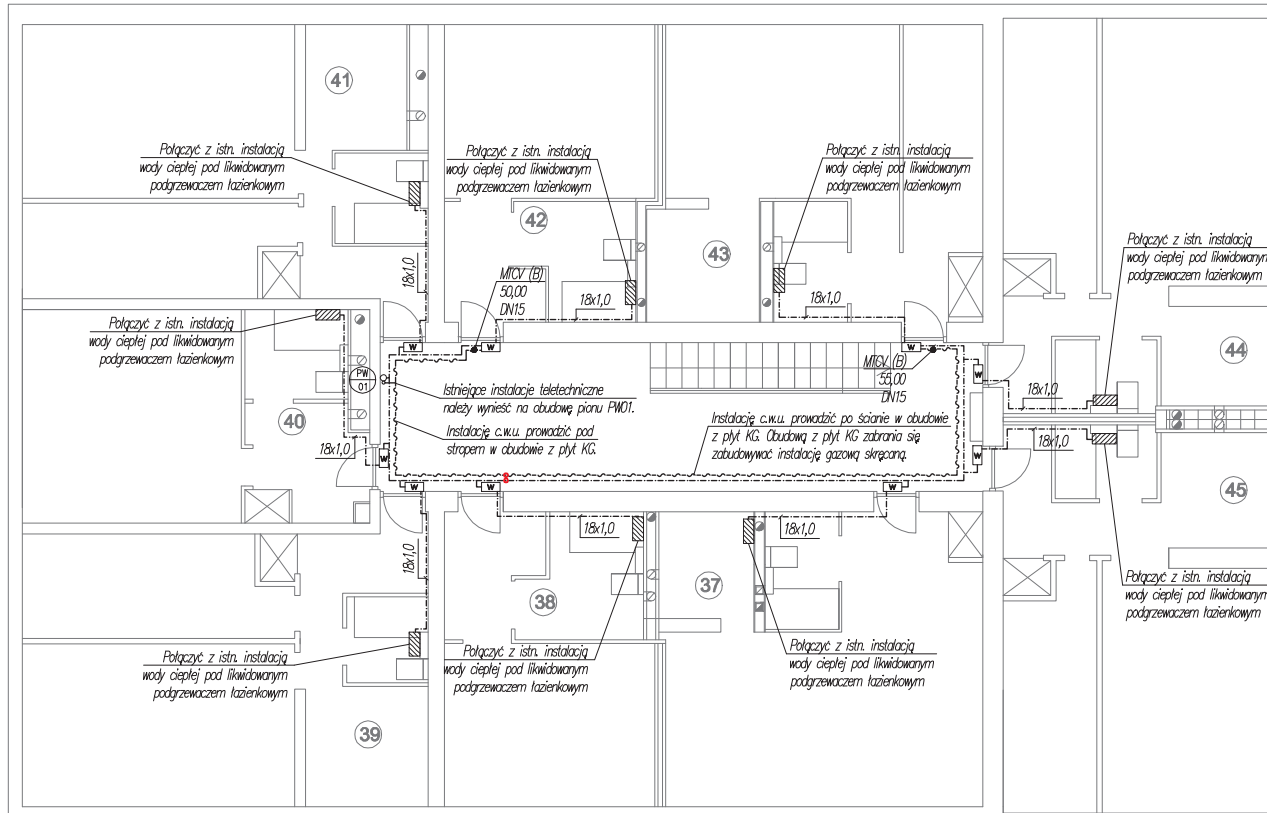 41
Połączyć z istn. instalacją
wody ciepłej pod likwidowanym
podgrzewaczem łazienkowym
Połączyć z istn. instalacją
wody ciepłej pod likwidowanym
podgrzewaczem łazienkowym
Połączyć z istn. instalacją
wody ciepłej pod likwidowanym
podgrzewaczem łazienkowym
42
43
Połączyć z istn. instalacją
wody ciepłej pod likwidowanym
podgrzewaczem łazienkowym
18x1,0
MTCV (B)
50,00
DN15
18x1,0
18x1,0
Połączyć z istn. instalacją
wody ciepłej pod likwidowanym
podgrzewaczem łazienkowym
W
W
W
44
MTCV (B)
55,00
DN15
PW
01
W
18x1,0
Istniejące instalacje teletechniczne
należy wynieść na obudowę pionu PW01.
Instalację c.w.u. prowadzić pod
stropem w obudowie z płyt KG.
Instalację c.w.u. prowadzić po ścianie w obudowie
z płyt KG. Obudową z płyt KG zabrania się
zabudowywać instalację gazową skręcaną.
40
18x1,0
W
W
18x1,0
W
W
W
45
18x1,0
18x1,0
18x1,0
38
37
Połączyć z istn. instalacją
wody ciepłej pod likwidowanym
podgrzewaczem łazienkowym
Połączyć z istn. instalacją
wody ciepłej pod likwidowanym
podgrzewaczem łazienkowym
Połączyć z istn. instalacją
wody ciepłej pod likwidowanym
podgrzewaczem łazienkowym
Połączyć z istn. instalacją
wody ciepłej pod likwidowanym
podgrzewaczem łazienkowym
39